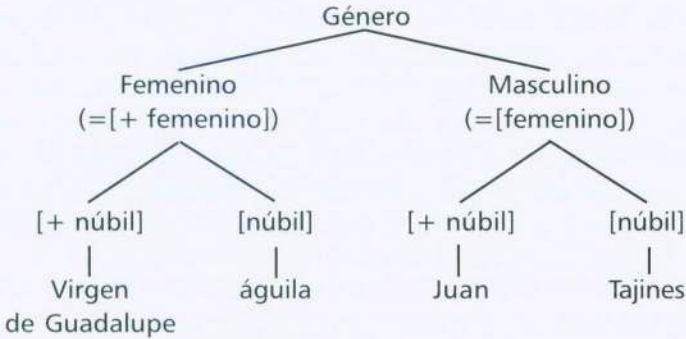 Género
Femenino Masculino
(=[+ femenino]) (=[femenino])
[+ núbil] [núbil] [+ núbil] [núbil]
Virgen águila Juan Tajines
de Guadalupe